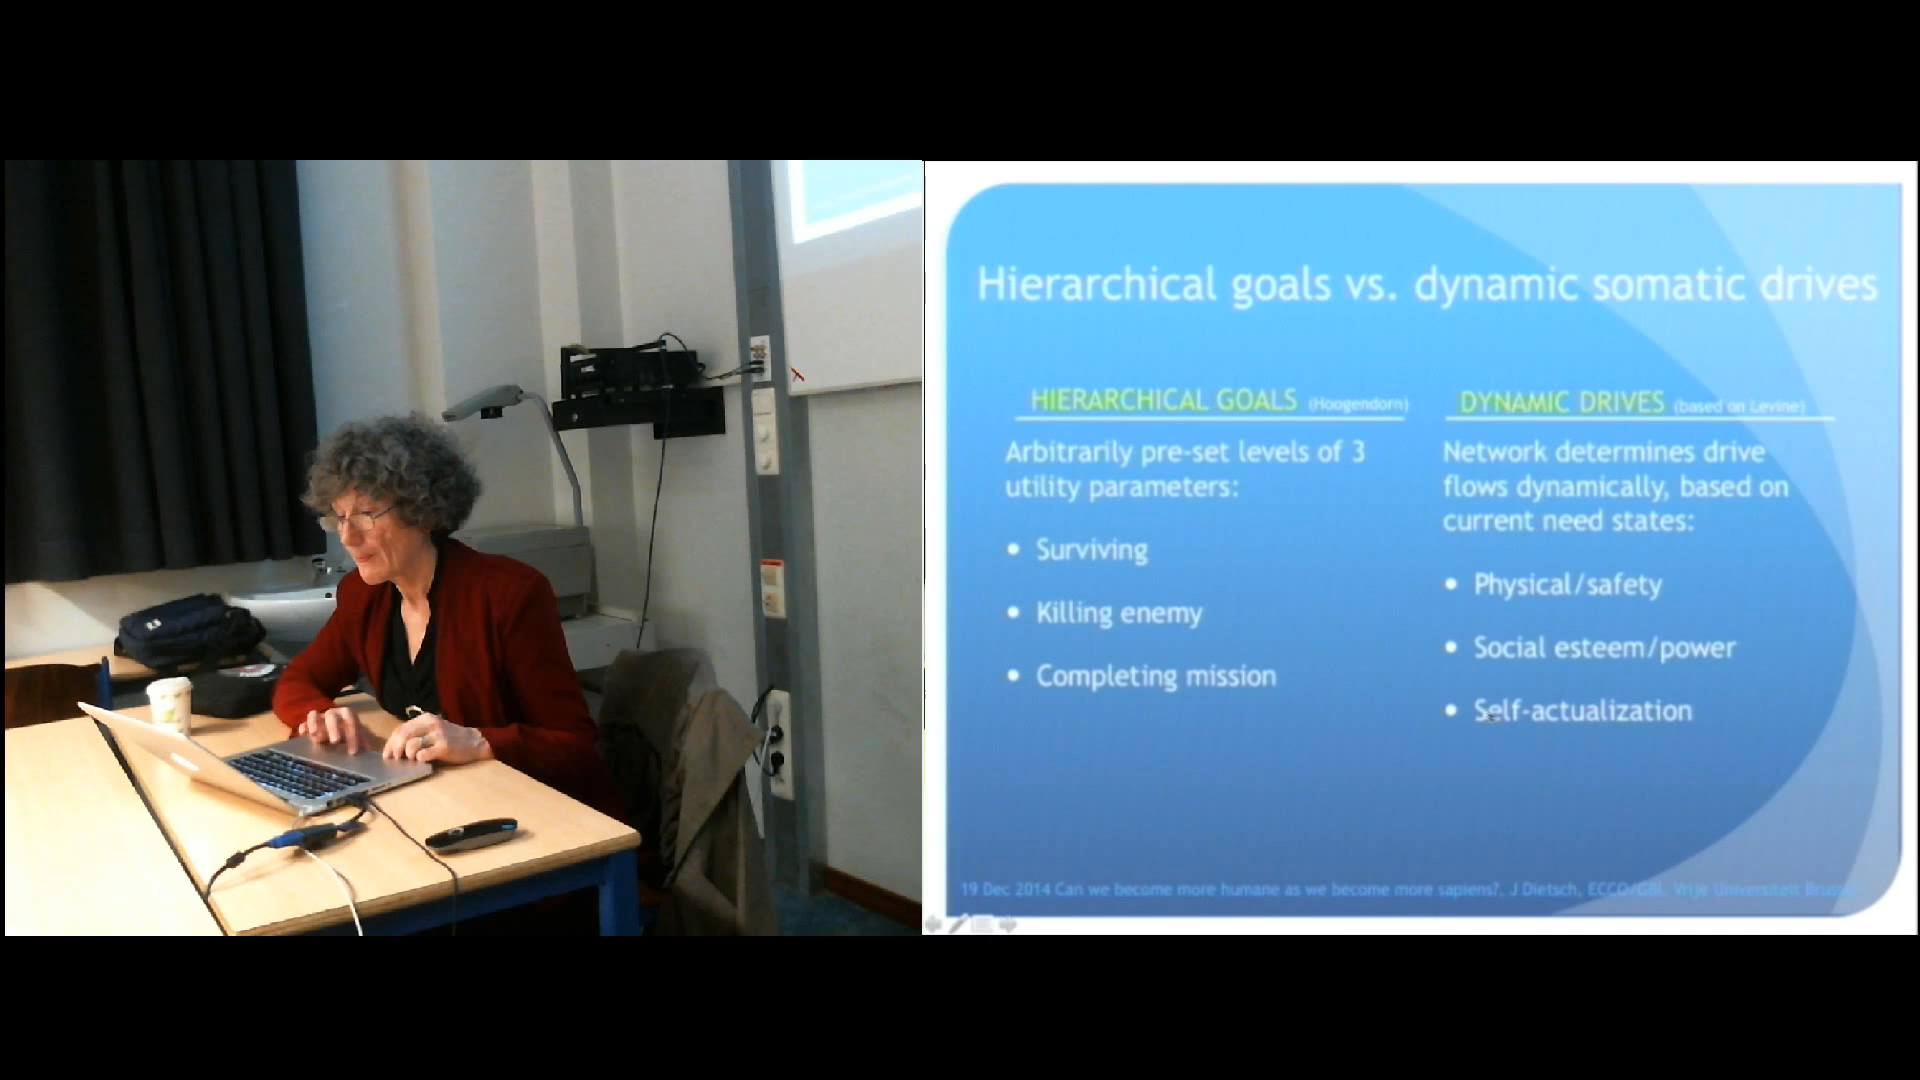 Hierarchical goals vs. dynamic somatic drives
HIERARCHICAL GOALS (Hoogendorn)
Arbitrarily pre-set levels of 3
utility parameters:
• Surviving
• Killing enemy
• Completing mission
DYNAMIC DRIVES (based on Levine)
Network determines drive
flows dynamically, based on
current need states:
• Physical/safety
• Social esteem/power
• Self-actualization
19 Dec 2014 Can we become more humane as we become more sapiens?, J Dietsch, ECCO/GBI, Vrije Universiteit